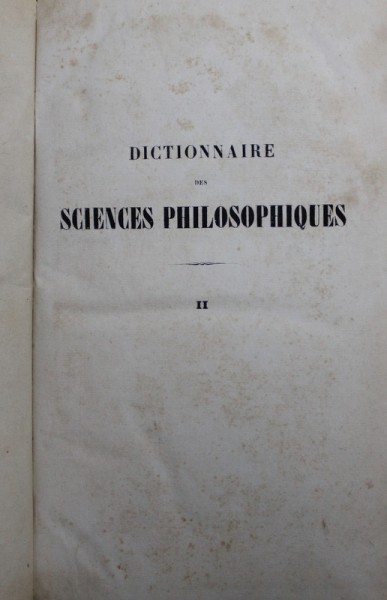 DICTIONNAIRE
DES
SCIENCES PHILOSOPHIQUES
II